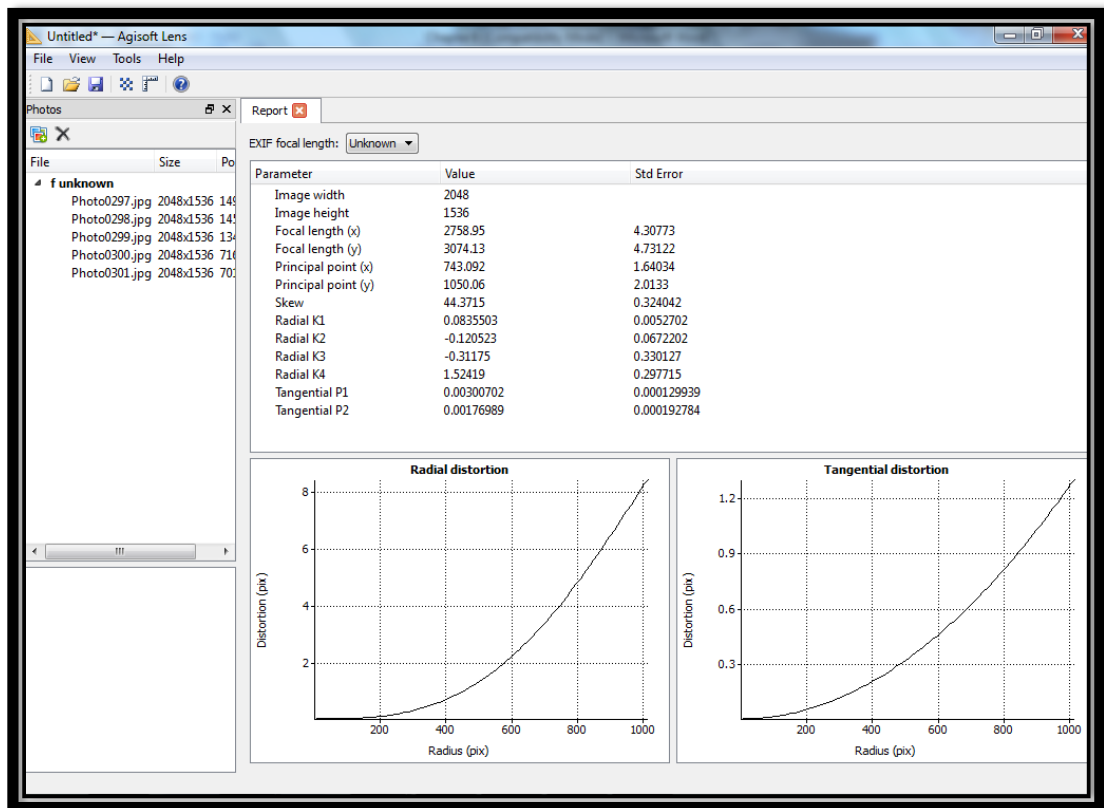 Untitled* — Agisoft Lens
File View Tools Help
Photos
File Size Po
f unknown
Photo0297.jpg 2048x1536 149
Photo0298.jpg 2048x1536 145
Photo0299.jpg 2048x1536 134
Photo0300.jpg 2048x1536 716
Photo0301.jpg 2048x1536 701
Report
EXIF focal length: Unknown
Parameter Value Std Error
Image width 2048
Image height 1536
Focal length (x) 2758.95 4.30773
Focal length (y) 3074.13 4.73122
Principal point (x) 743.092 1.64034
Principal point (y) 1050.06 2.0133
Skew 44.3715 0.324042
Radial K1 0.0835503 0.0052702
Radial K2 -0.120523 0.0672202
Radial K3 -0.31175 0.330127
Radial K4 1.52419 0.297715
Tangential P1 0.00300702 0.000129939
Tangential P2 0.00176989 0.000192784
Radial distortion
8
6
4
2
Distortion (pix)
200 400 600 800 1000
Radius (pix)
Tangential distortion
1.2
0.9
0.6
0.3
Distortion (pix)
200 400 600 800 1000
Radius (pix)